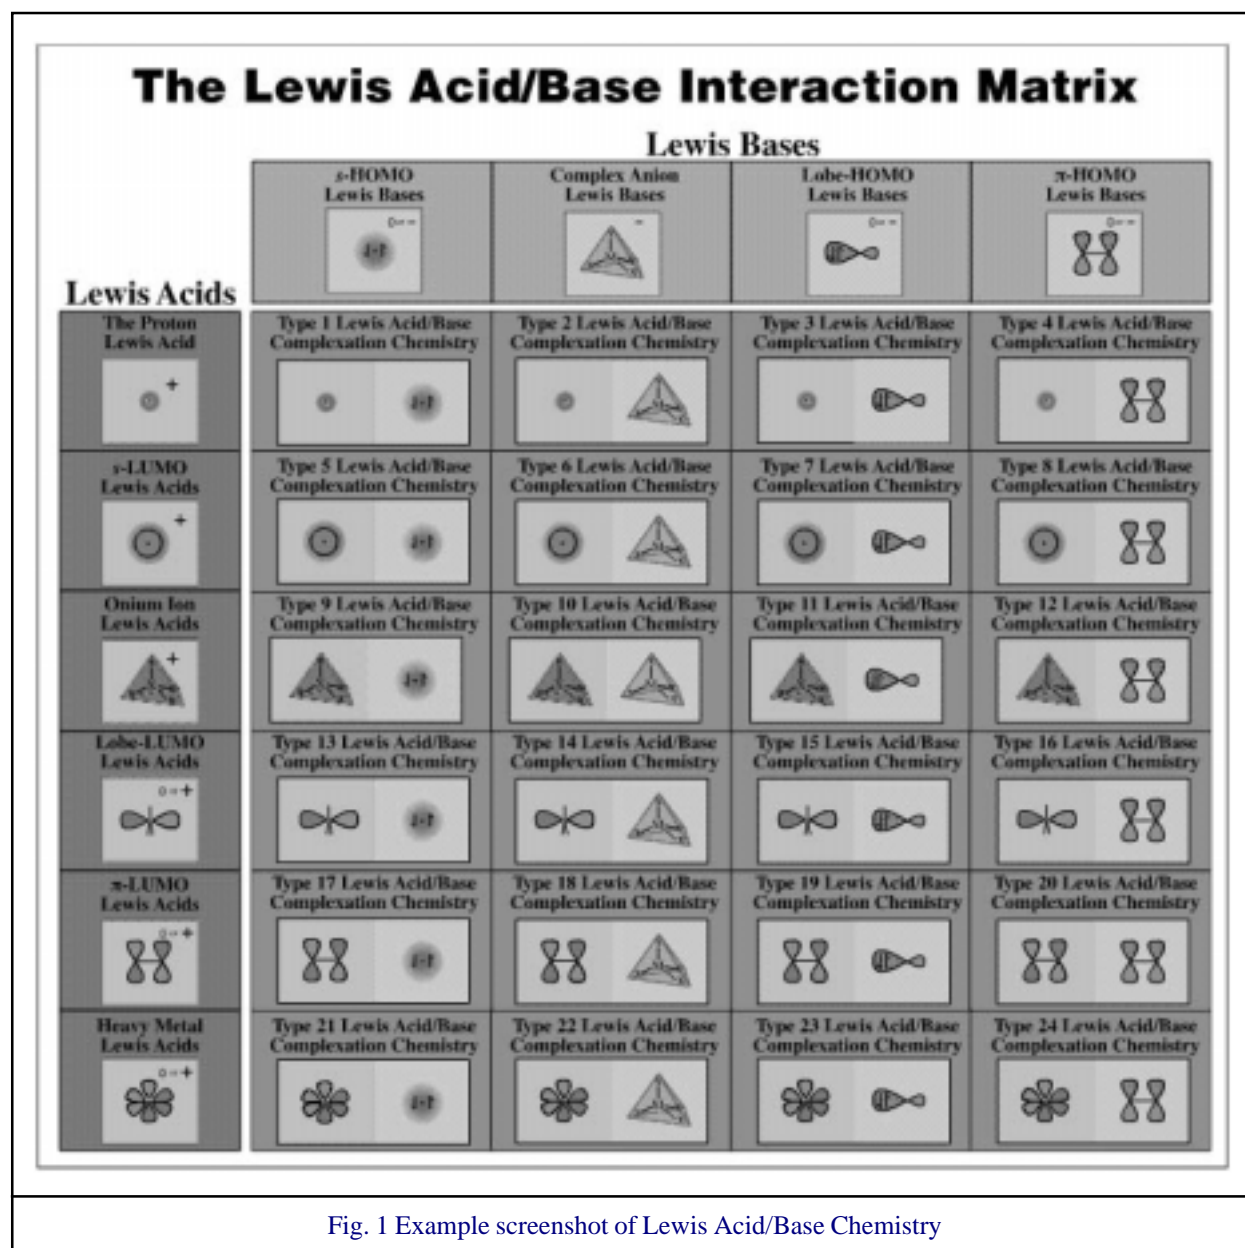 The Lewis Acid/Base Interaction Matrix
Lewis Bases
s-HOMO
Lewis Bases
Complex Anion
Lewis Bases
Lobe-HOMO
Lewis Bases
π-HOMO
Lewis Bases
Lewis Acids
The Proton
Lewis Acid
+
Type 1 Lewis Acid/Base
Complexation Chemistry
Type 2 Lewis Acid/Base
Complexation Chemistry
Type 3 Lewis Acid/Base
Complexation Chemistry
Type 4 Lewis Acid/Base
Complexation Chemistry
s-LUMO
Lewis Acids
+
Type 5 Lewis Acid/Base
Complexation Chemistry
Type 6 Lewis Acid/Base
Complexation Chemistry
Type 7 Lewis Acid/Base
Complexation Chemistry
Type 8 Lewis Acid/Base
Complexation Chemistry
Onium Ion
Lewis Acids
+
Type 9 Lewis Acid/Base
Complexation Chemistry
Type 10 Lewis Acid/Base
Complexation Chemistry
Type 11 Lewis Acid/Base
Complexation Chemistry
Type 12 Lewis Acid/Base
Complexation Chemistry
Lobe-LUMO
Lewis Acids
Type 13 Lewis Acid/Base
Complexation Chemistry
Type 14 Lewis Acid/Base
Complexation Chemistry
Type 15 Lewis Acid/Base
Complexation Chemistry
Type 16 Lewis Acid/Base
Complexation Chemistry
π-LUMO
Lewis Acids
Type 17 Lewis Acid/Base
Complexation Chemistry
Type 18 Lewis Acid/Base
Complexation Chemistry
Type 19 Lewis Acid/Base
Complexation Chemistry
Type 20 Lewis Acid/Base
Complexation Chemistry
Heavy Metal
Lewis Acids
Type 21 Lewis Acid/Base
Complexation Chemistry
Type 22 Lewis Acid/Base
Complexation Chemistry
Type 23 Lewis Acid/Base
Complexation Chemistry
Type 24 Lewis Acid/Base
Complexation Chemistry
Fig. 1 Example screenshot of Lewis Acid/Base Chemistry